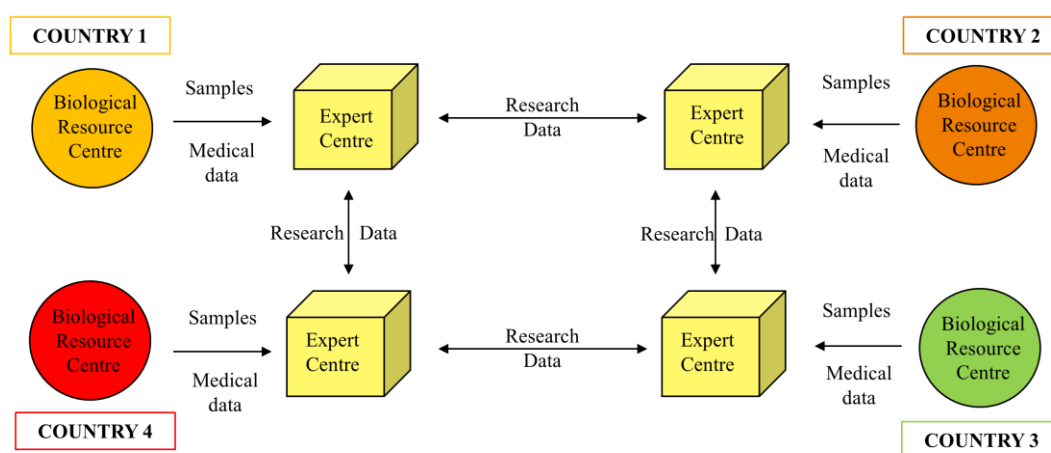 COUNTRY 1
COUNTRY 2
Biological
Resource
Centre
Samples
Medical
data
Expert
Centre
Research
Data
Expert
Centre
Samples
Medical
data
Biological
Resource
Centre
Research Data
Research Data
Biological
Resource
Centre
Samples
Medical
data
Expert
Centre
Research
Data
Expert
Centre
Samples
Medical
data
Biological
Resource
Centre
COUNTRY 4
COUNTRY 3